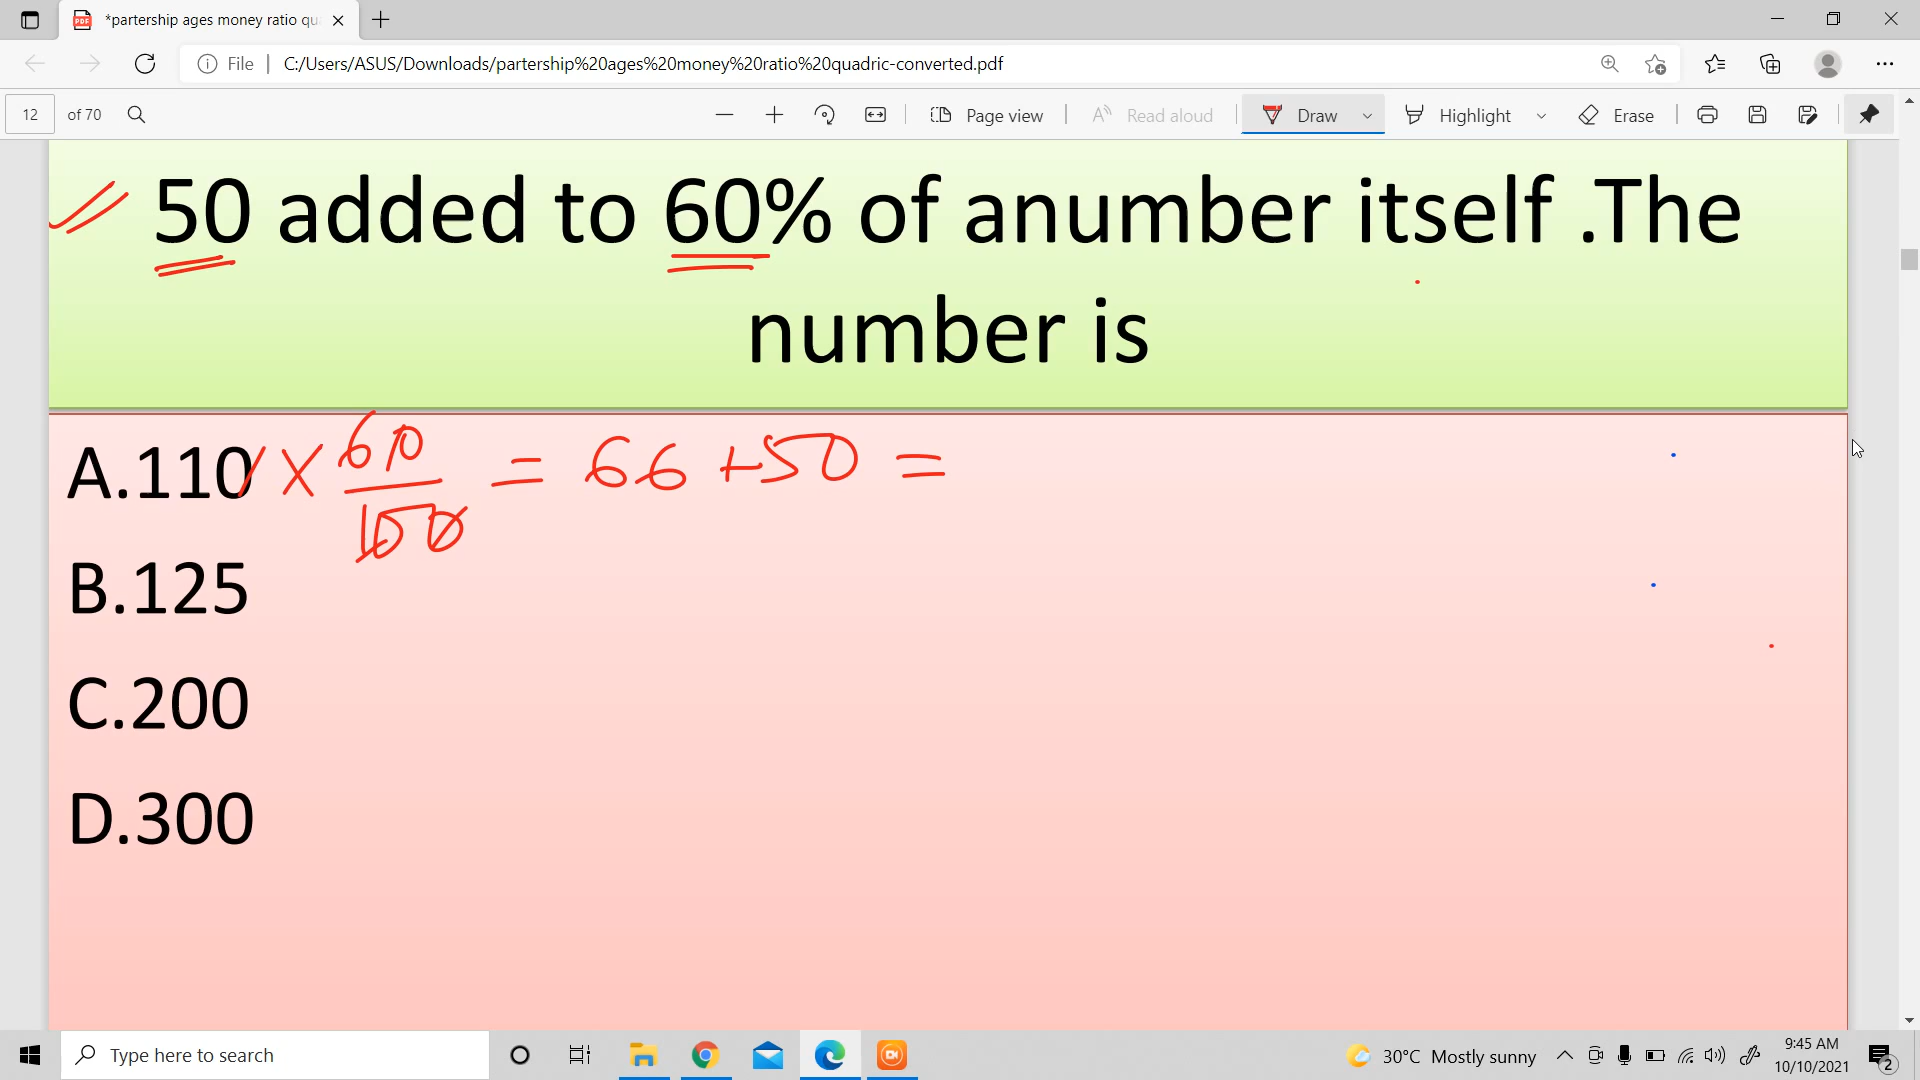 *partership ages money ratio qu
File
C:/Users/ASUS/Downloads/partership%20ages%20money%20ratio%20quadric-converted.pdf
12 of 70
Page view
Read aloud
Draw
Highlight
Erase
50 added to 60% of anumber itself .The
number is
A.110 × 60/100 = 66 + 50 =
B.125
C.200
D.300
Type here to search
30°C Mostly sunny
9:45 AM
10/10/2021
2